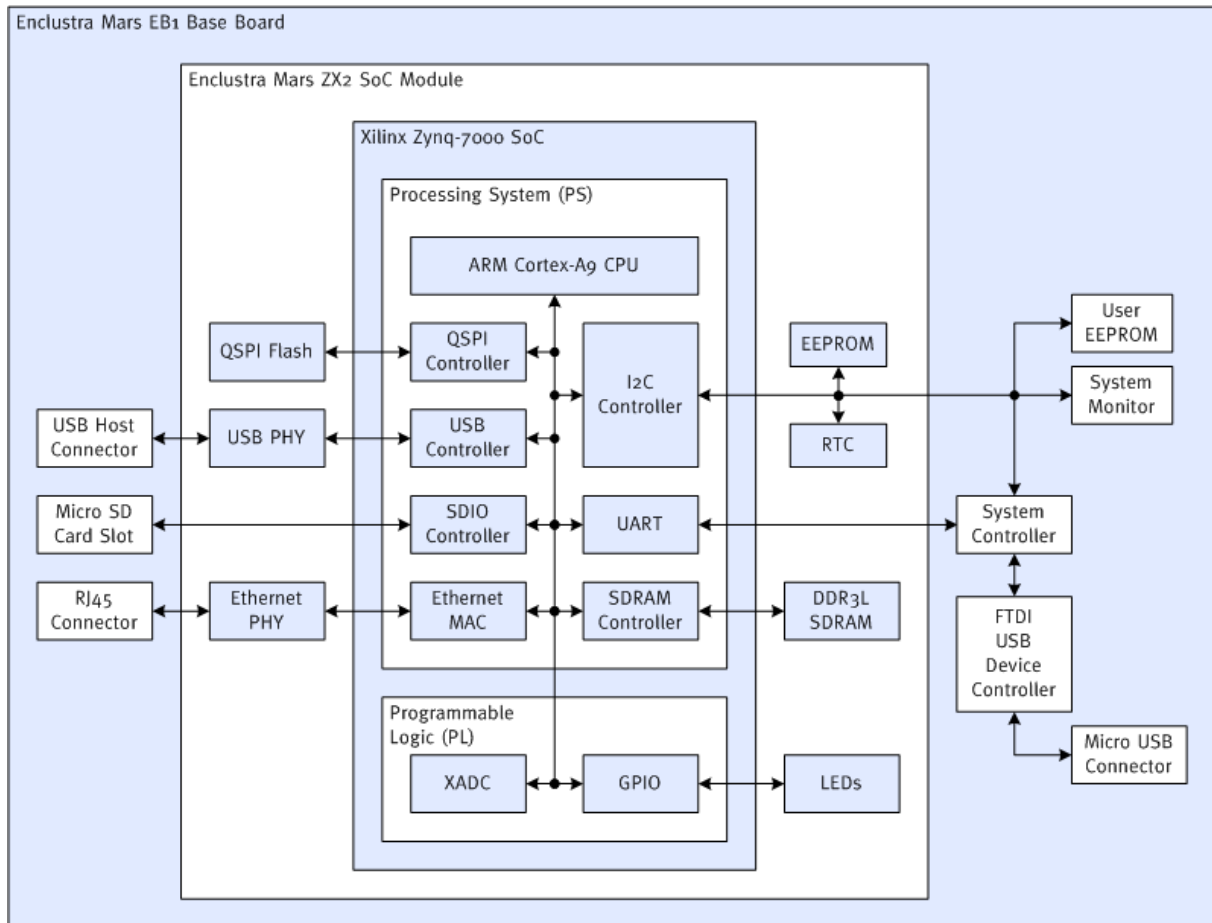 Enclustra Mars EB1 Base Board
Enclustra Mars ZX2 SoC Module
Xilinx Zynq-7000 SoC
Processing System (PS)
ARM Cortex-A9 CPU
QSPI Flash
QSPI
Controller
I2C
Controller
EEPROM
User
EEPROM
System
Monitor
USB Host
Connector
USB PHY
USB
Controller
RTC
Micro SD
Card Slot
SDIO
Controller
UART
System
Controller
RJ45
Connector
Ethernet
PHY
Ethernet
MAC
SDRAM
Controller
DDR3L
SDRAM
FTDI
USB
Device
Controller
Programmable
Logic (PL)
XADC
GPIO
LEDs
Micro USB
Connector